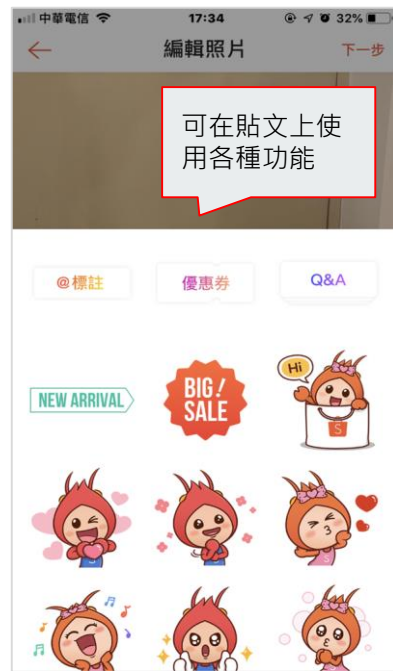 中華電信 17:34 32%
編輯照片 下一步
可在貼文上使
用各種功能
@標註 優惠券 Q&A
NEW ARRIVAL BIG!
SALE
Hi
S